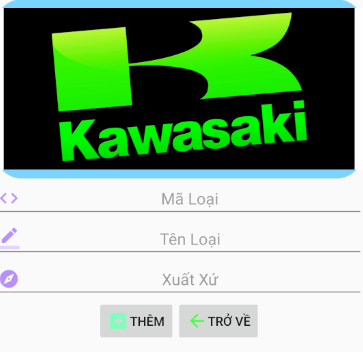 Kawasaki
Mã Loại
Tên Loại
Xuất Xứ
THÊM
TRỞ VỀ